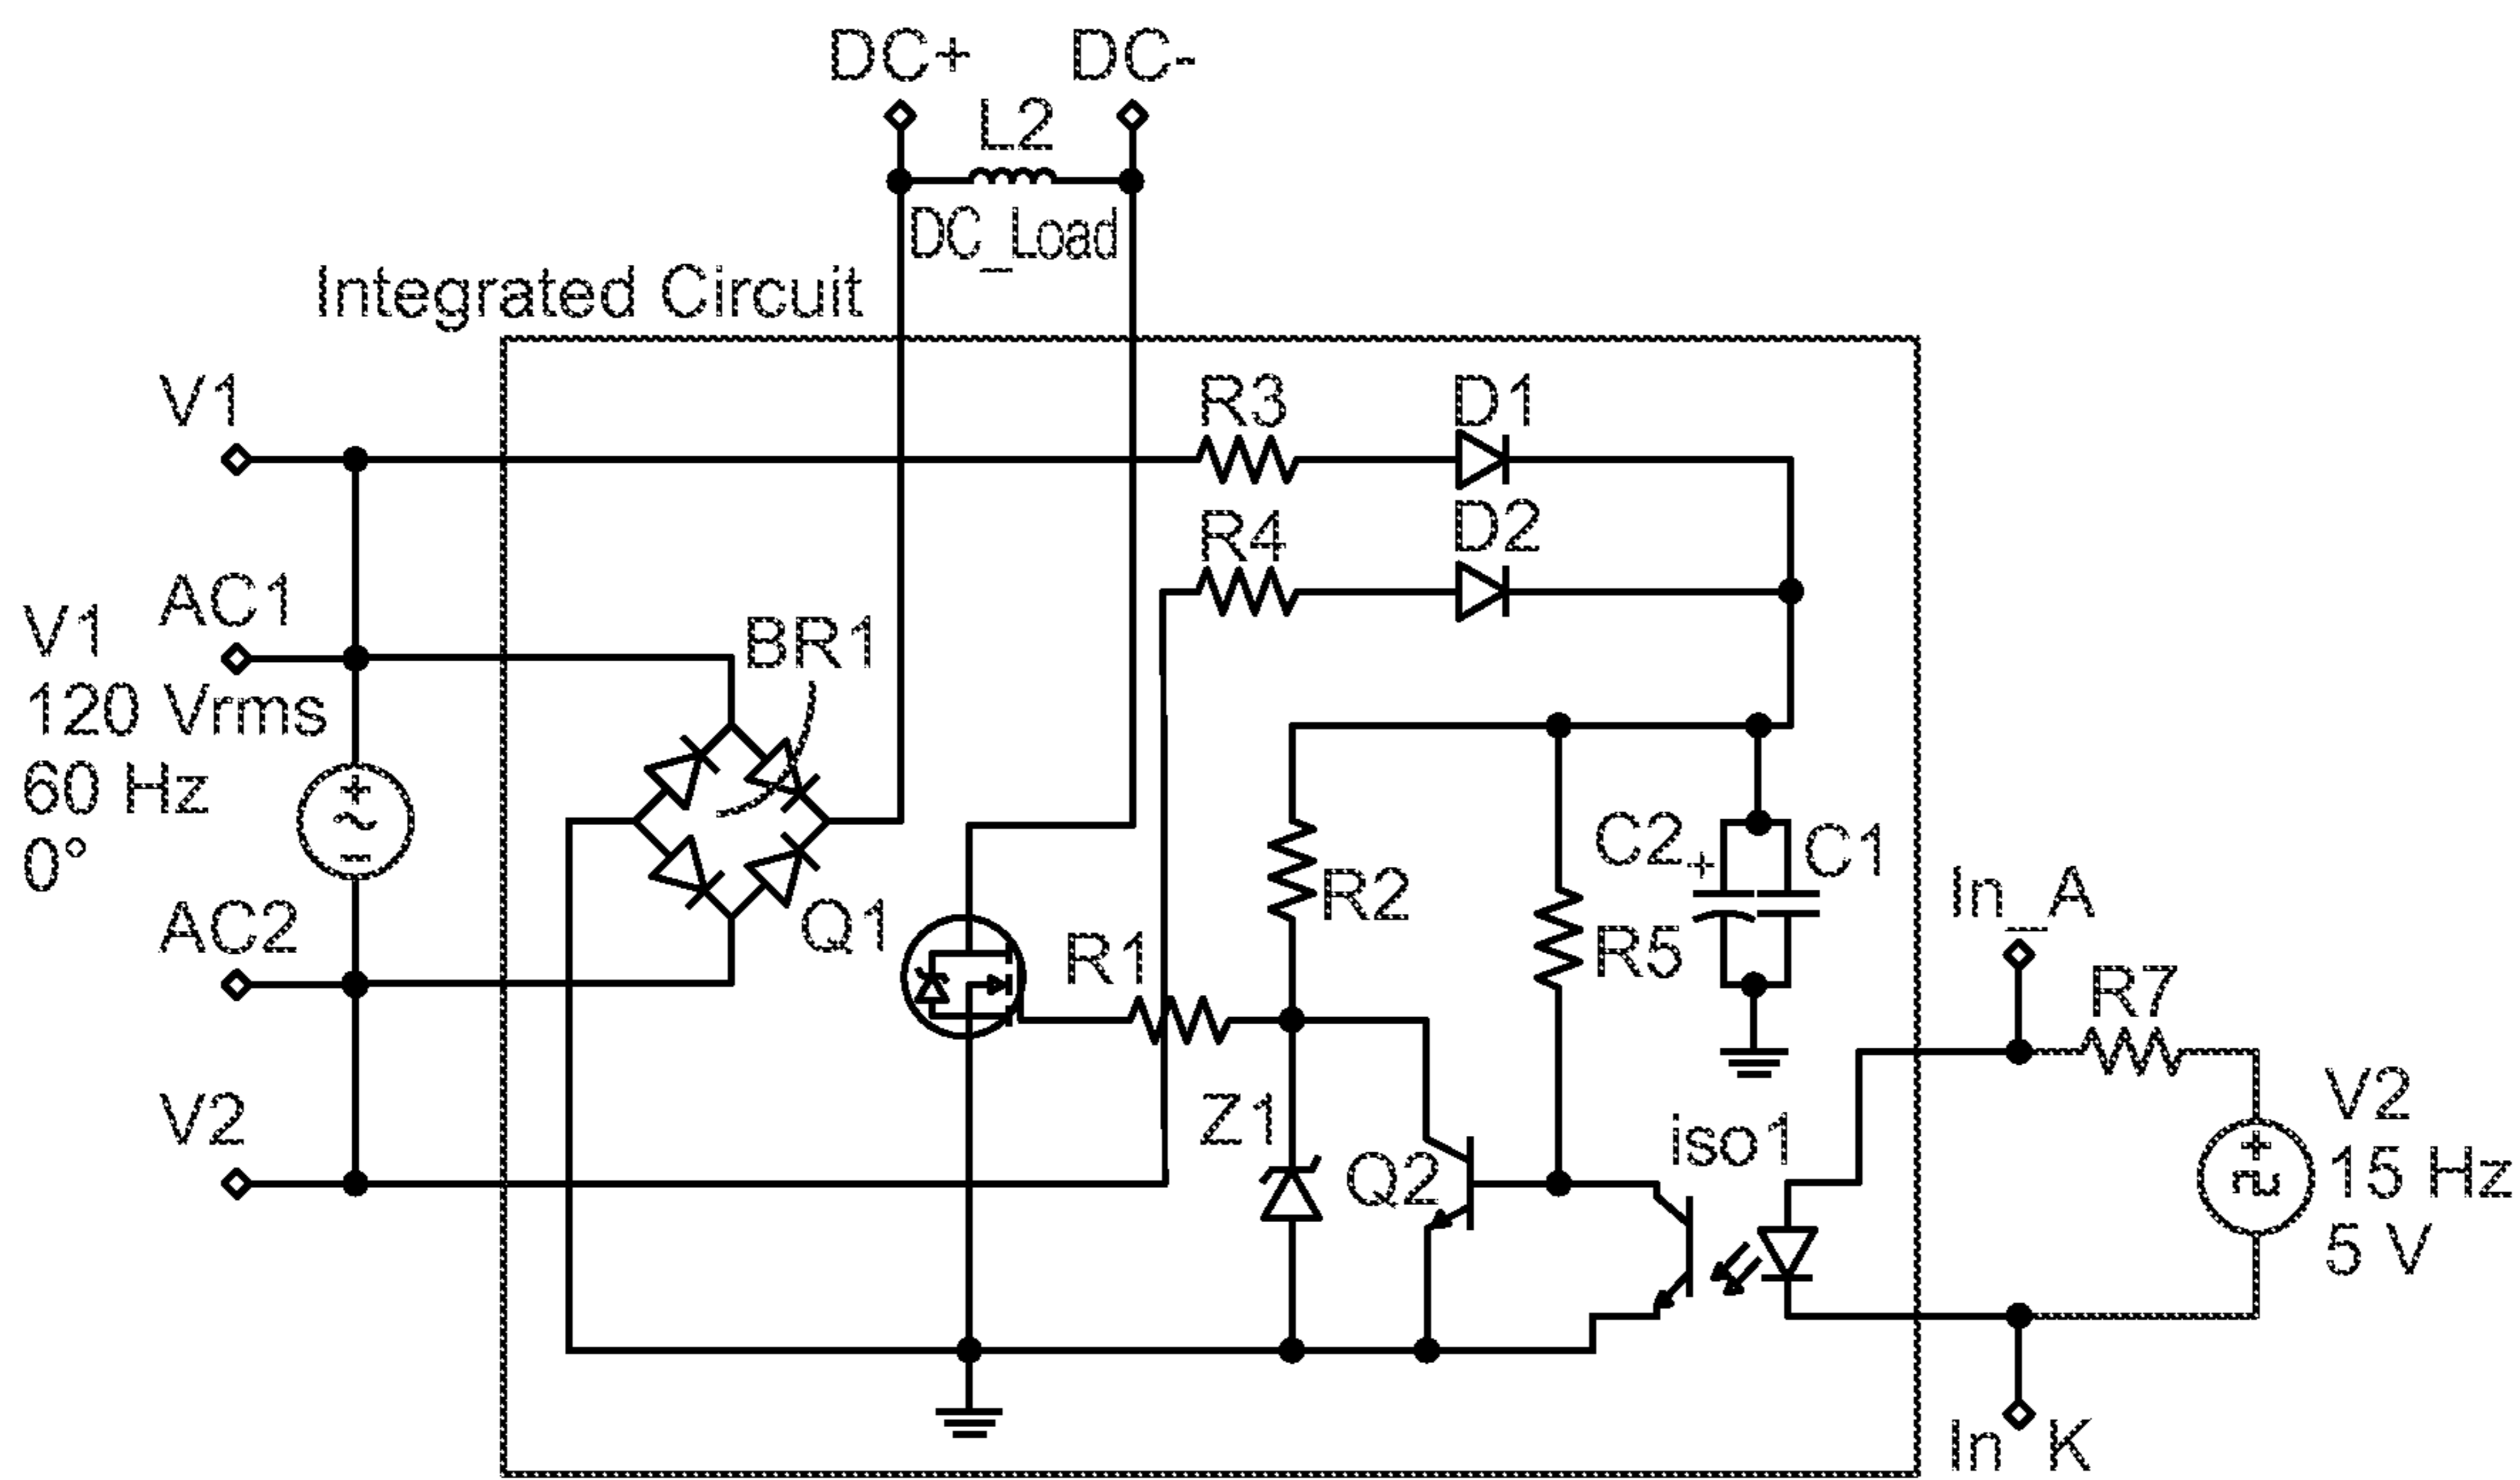 DC+ DC-
L2
DC_Load
Integrated Circuit
V1
R3 D1
R4 D2
AC1
V1
120 Vrms
60 Hz
0°
BR1
AC2
Q1
R1
R2
R5
C2 + C1
In_A
R7
V2
Z1
Q2
iso1
V2
15 Hz
5 V
In K